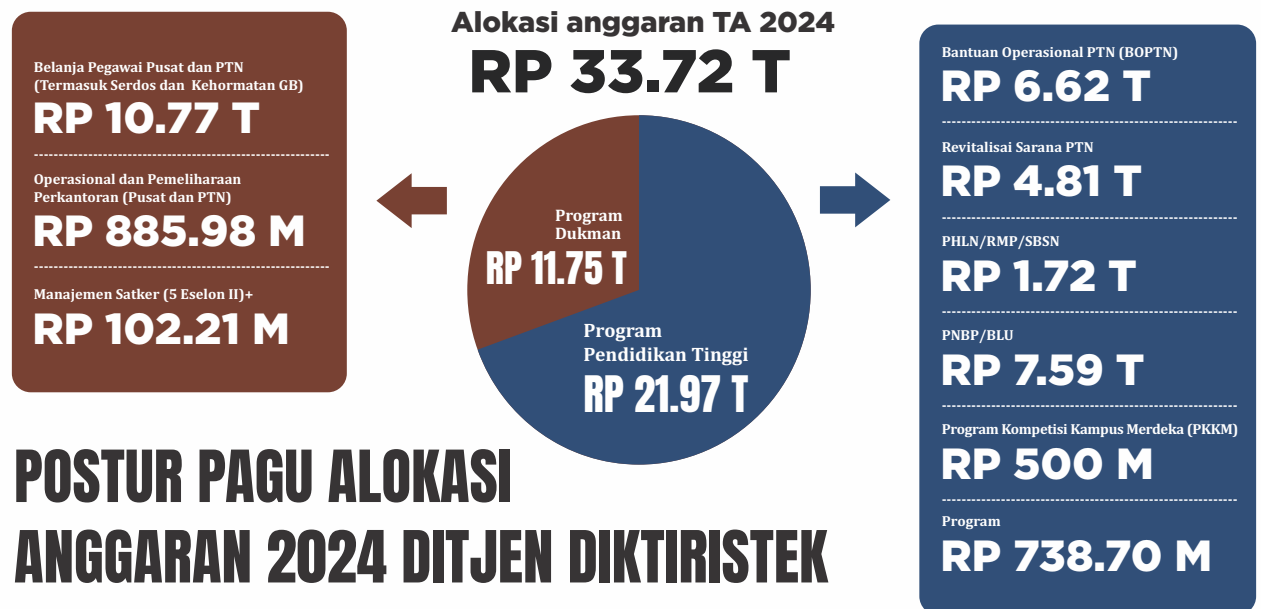 Alokasi anggaran TA 2024
RP 33.72 T
Belanja Pegawai Pusat dan PTN
(Termasuk Serdos dan Kehormatan GB)
RP 10.77 T
Operasional dan Pemeliharaan
Perkantoran (Pusat dan PTN)
RP 885.98 M
Manajemen Satker (5 Eselon II)+
RP 102.21 M
Program
Dukman
RP 11.75 T
Program
Pendidikan Tinggi
RP 21.97 T
Bantuan Operasional PTN (BOPTN)
RP 6.62 T
Revitalisai Sarana PTN
RP 4.81 T
PHLN/RMP/SBSN
RP 1.72 T
PNBP/BLU
RP 7.59 T
Program Kompetisi Kampus Merdeka (PKKM)
RP 500 M
Program
RP 738.70 M
POSTUR PAGU ALOKASI
ANGGARAN 2024 DITJEN DIKTIRISTEK